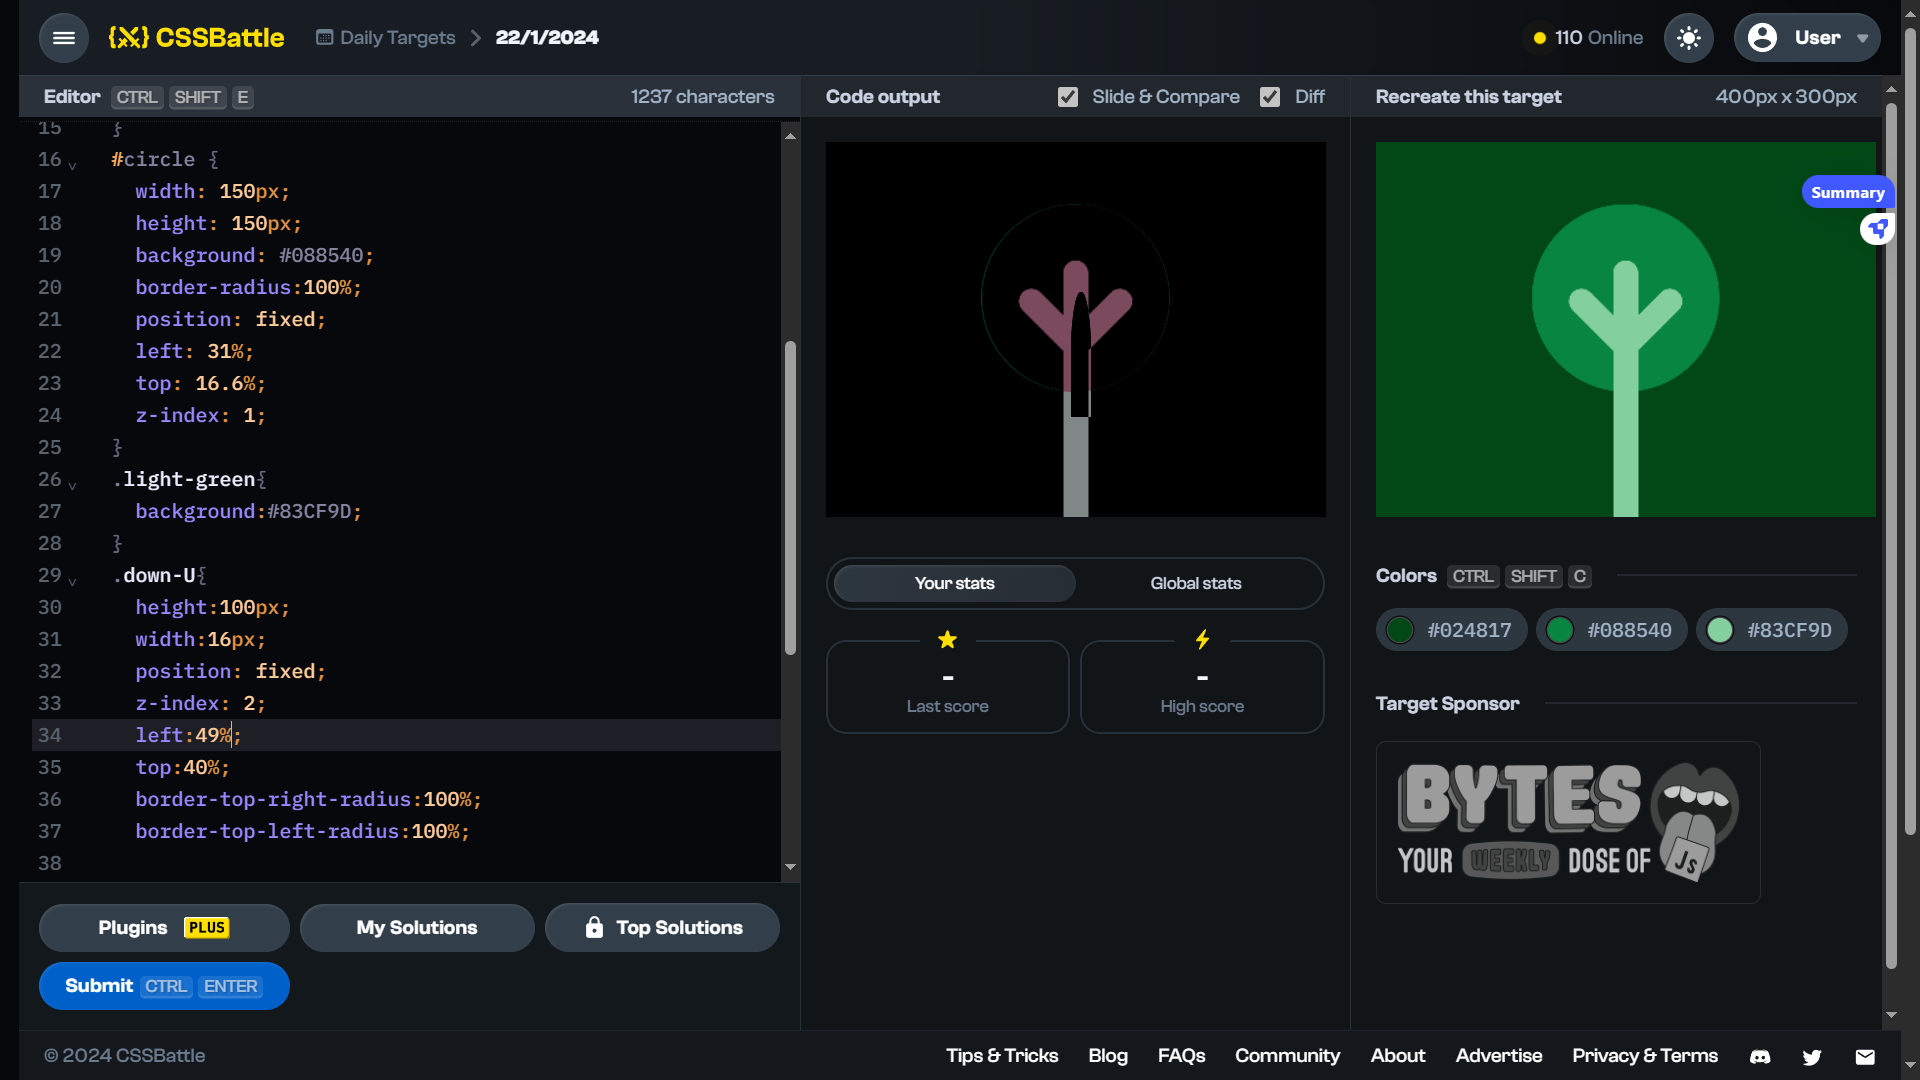 {X} CSSBattle
Daily Targets
22/1/2024
110 Online
User
Editor CTRL SHIFT E
1237 characters
Code output
Slide & Compare
Diff
Recreate this target
400px x 300px
15 }
16 #circle {
17 width: 150px;
18 height: 150px;
19 background: #088540;
20 border-radius:100%;
21 position: fixed;
22 left: 31%;
23 top: 16.6%;
24 z-index: 1;
25 }
26 .light-green{
27 background:#83CF9D;
28 }
29 .down-U{
30 height:100px;
31 width:16px;
32 position: fixed;
33 z-index: 2;
34 left:49%;
35 top:40%;
36 border-top-right-radius:100%;
37 border-top-left-radius:100%;
38
Summary
Your stats
Global stats
-
Last score
-
High score
Colors CTRL SHIFT C
#024817
#088540
#83CF9D
Target Sponsor
BYTES
YOUR WEEKLY DOSE OF JS
Plugins PLUS
My Solutions
Top Solutions
Submit CTRL ENTER
© 2024 CSSBattle
Tips & Tricks
Blog
FAQs
Community
About
Advertise
Privacy & Terms